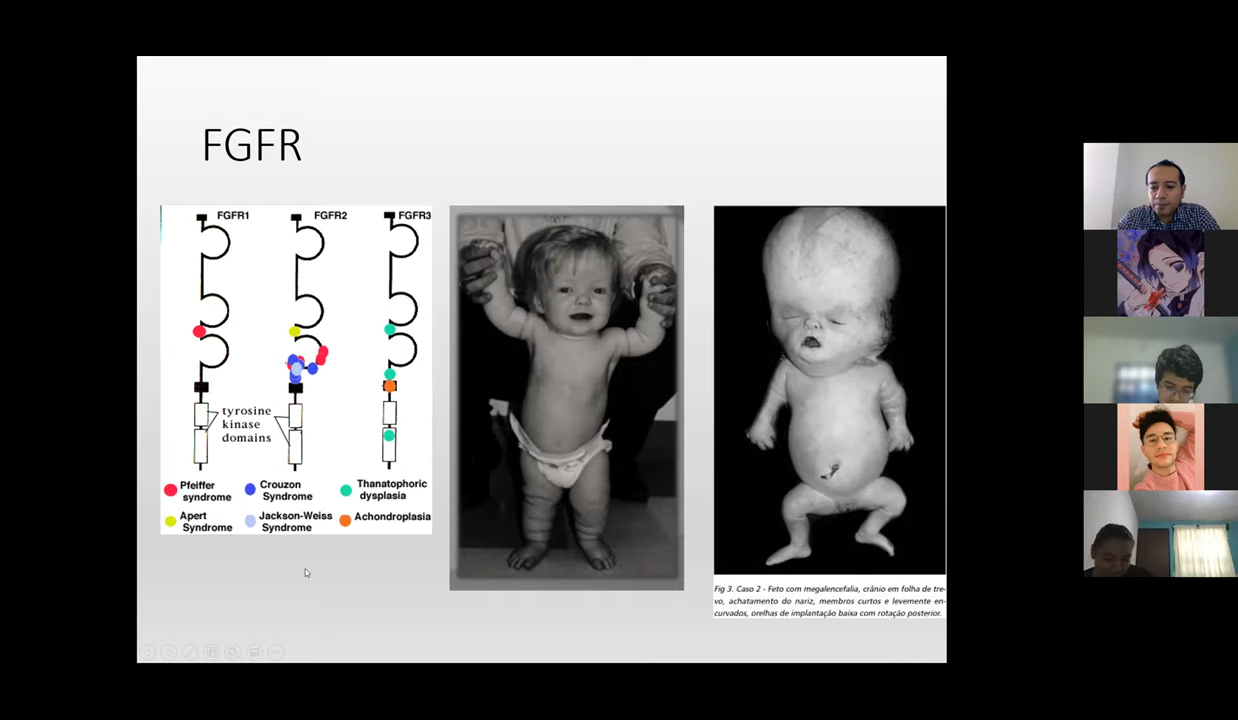 FGFR
FGFR1
FGFR2
FGFR3
tyrosine
kinase
domains
Pfeiffer
syndrome
Crouzon
Syndrome
Thanatophoric
dysplasia
Apert
Syndrome
Jackson-Weiss
Syndrome
Achondroplasia
Fig 3. Caso 2 - Feto com megalencefalia, crânio em folha de tre-
vo, achatamento do nariz, membros curtos e levemente en-
curvados, orelhas de implantação baixa com rotação posterior.